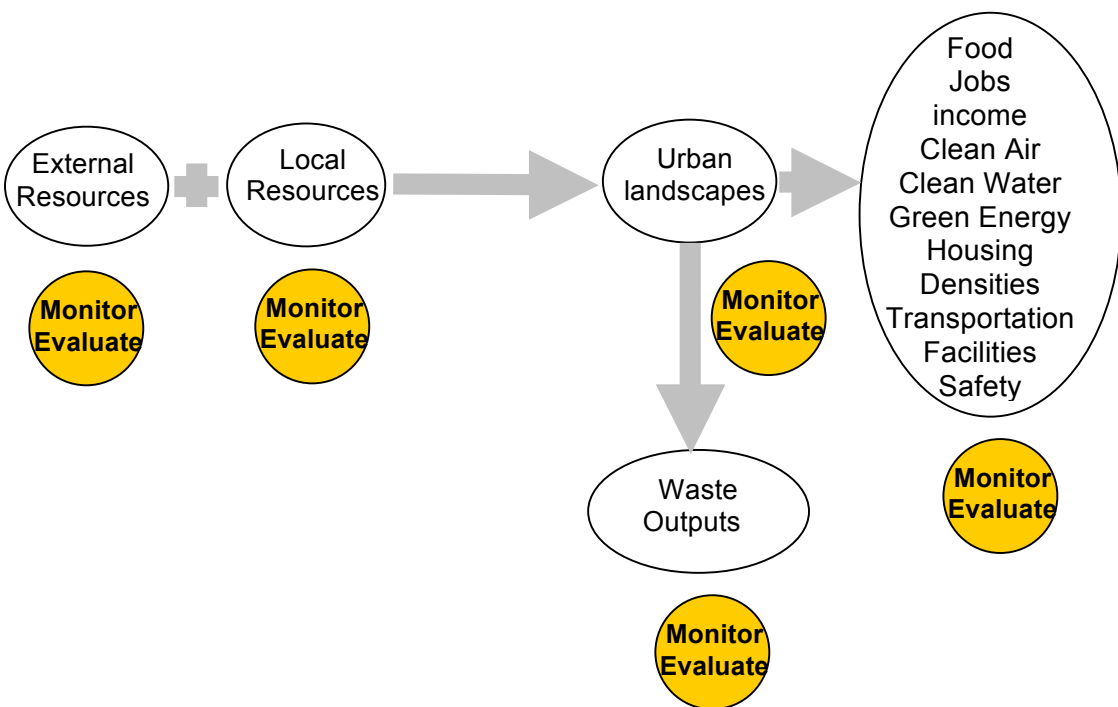 External
Resources
Local
Resources
Urban
landscapes
Food
Jobs
income
Clean Air
Clean Water
Green Energy
Housing
Densities
Transportation
Facilities
Safety
Monitor
Evaluate
Monitor
Evaluate
Monitor
Evaluate
Waste
Outputs
Monitor
Evaluate
Monitor
Evaluate